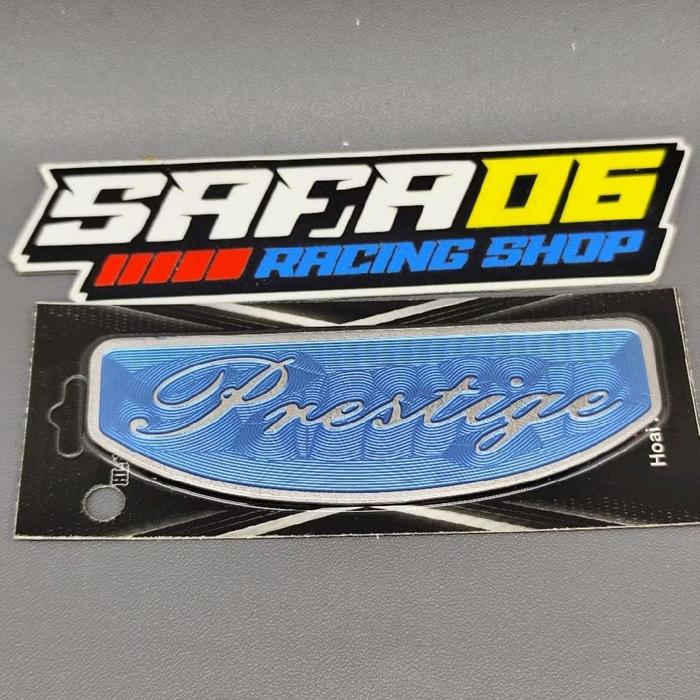 SAFA06
RACING SHOP
Prestige
Hoai